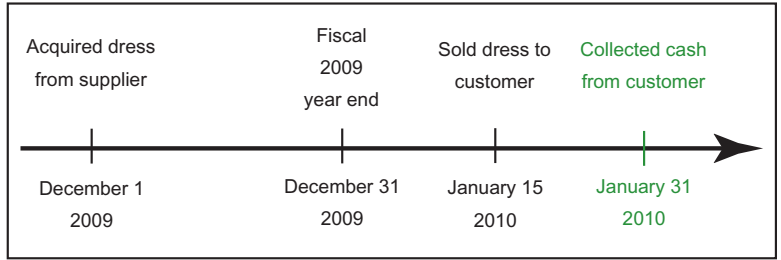 Acquired dress
from supplier
Fiscal
2009
year end
Sold dress to
customer
Collected cash
from customer
December 1
2009
December 31
2009
January 15
2010
January 31
2010